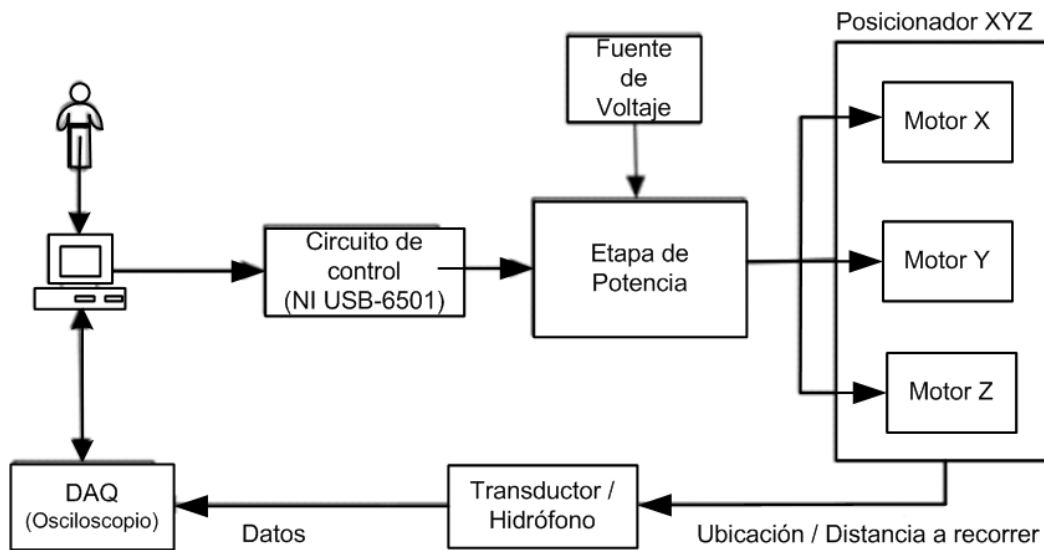 Posicionador XYZ
Fuente
de
Voltaje
Motor X
Circuito de
control
(NI USB-6501)
Etapa de
Potencia
Motor Y
Motor Z
DAQ
(Osciloscopio)
Datos
Transductor /
Hidrófono
Ubicación / Distancia a recorrer